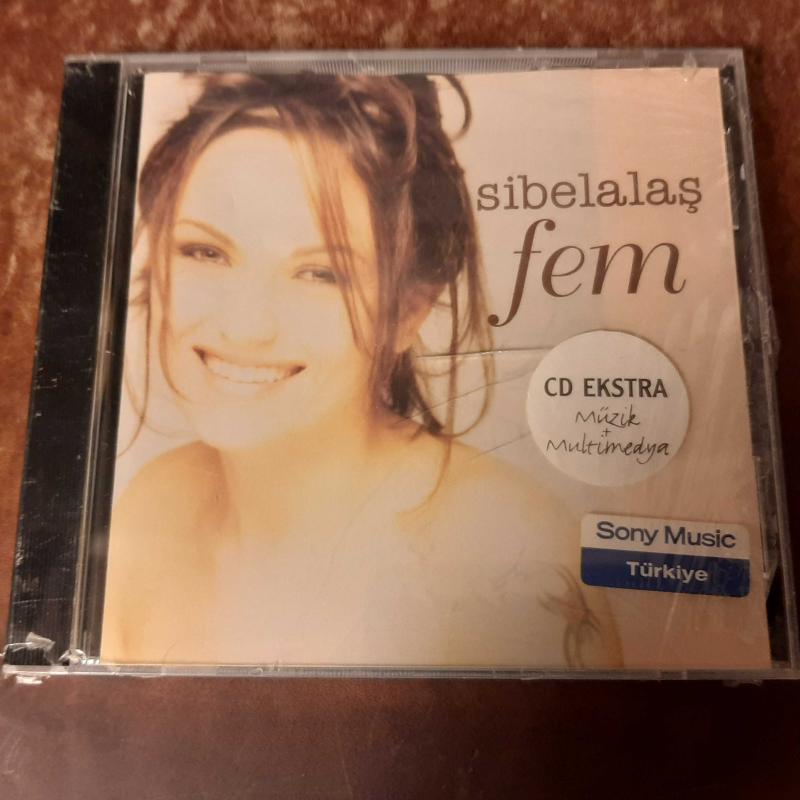 sibelalaş
fem
CD EKSTRA
Müzik
+
Multimedya
Sony Music
Türkiye